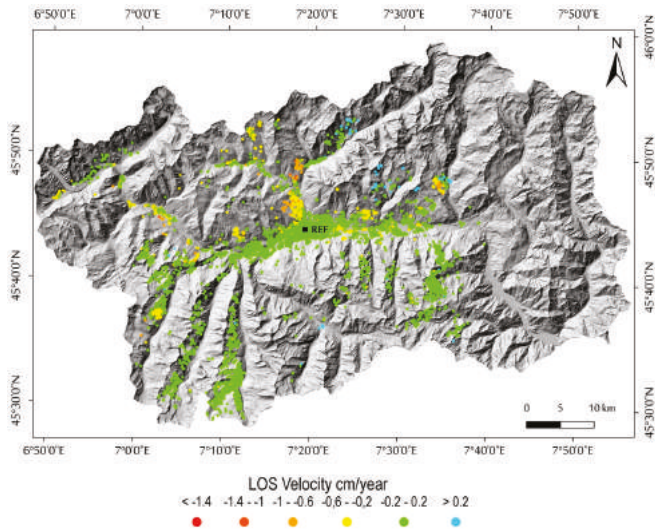 6°50'0"E 7°0'0"E 7°10'0"E 7°20'0"E 7°30'0"E 7°40'0"E 7°50'0"E
46°0'0"N
N
45°50'0"N 45°50'0"N
REF
45°40'0"N 45°40'0"N
45°30'0"N 45°30'0"N
0 5 10 km
6°50'0"E 7°0'0"E 7°10'0"E 7°20'0"E 7°30'0"E 7°40'0"E 7°50'0"E
LOS Velocity cm/year
< -1.4 -1.4 - -1 -1 - -0.6 -0,6 - -0,2 -0.2 - 0.2 > 0.2